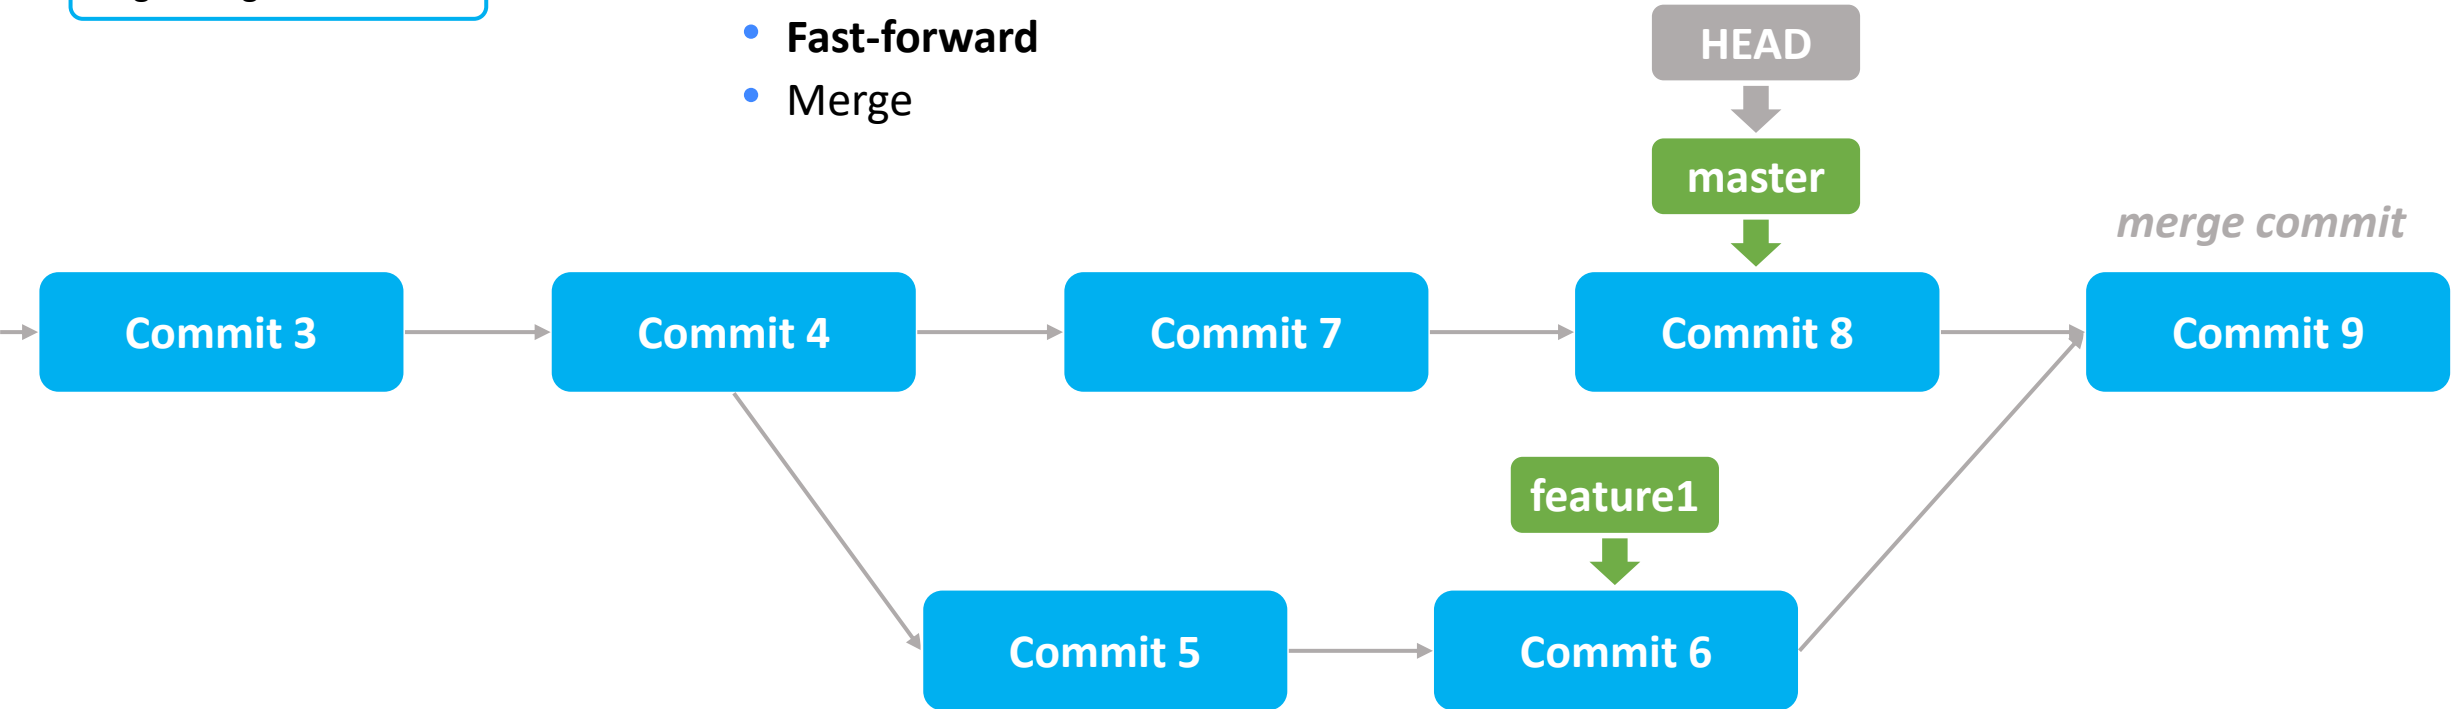 Fast-forward
Merge
HEAD
master
merge commit
Commit 3
Commit 4
Commit 7
Commit 8
Commit 9
feature1
Commit 5
Commit 6